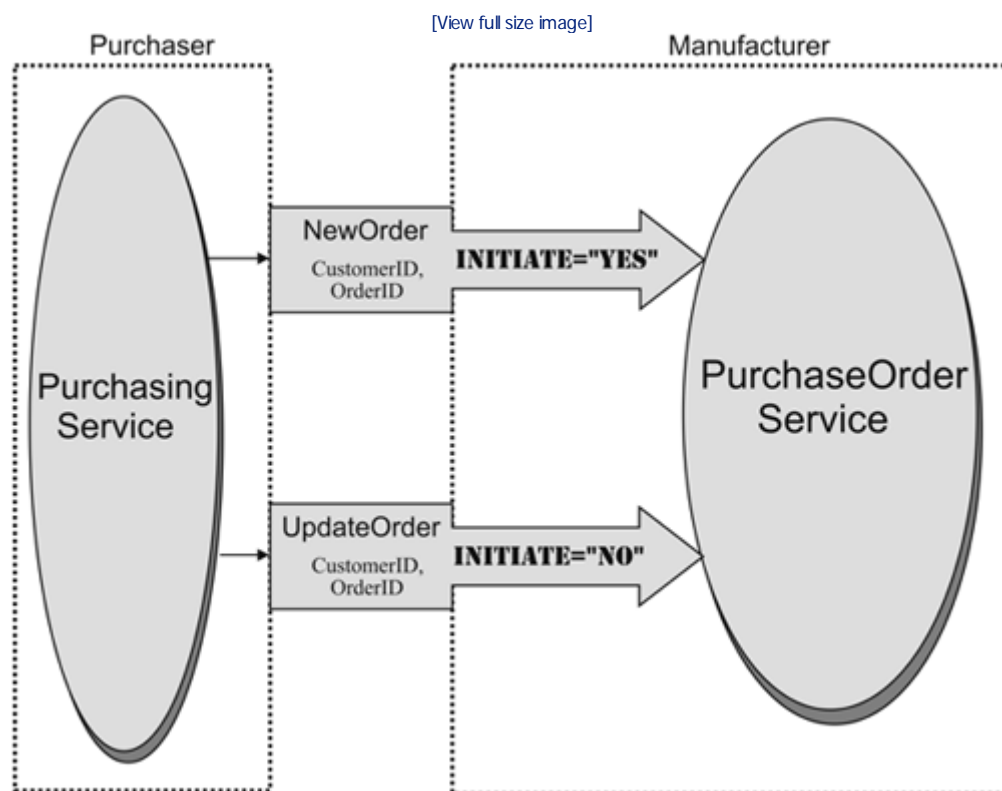 [View full size image]
Purchaser
Manufacturer
NewOrder
CustomerID,
OrderID
INITIATE="YES"
Purchasing
Service
PurchaseOrder
Service
UpdateOrder
CustomerID,
OrderID
INITIATE="NO"